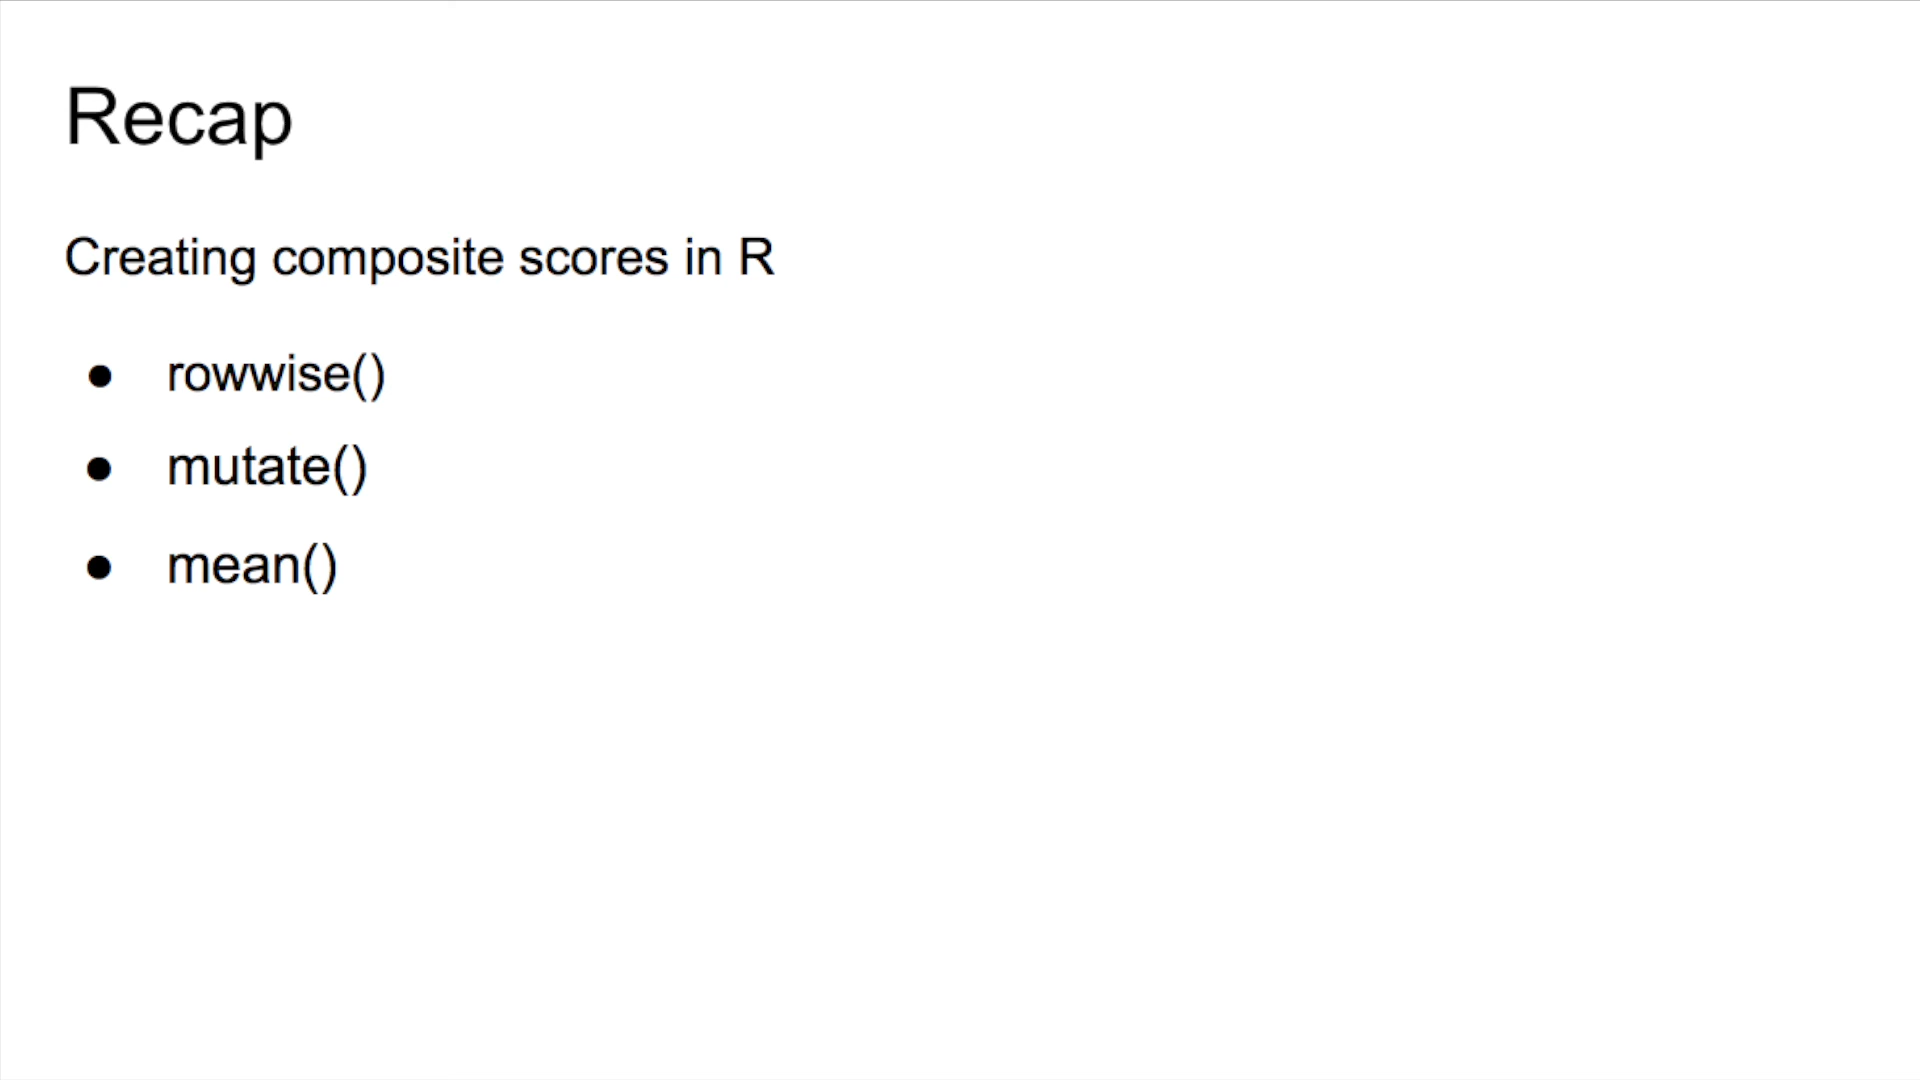 Recap
Creating composite scores in R
● rowwise()
● mutate()
● mean()